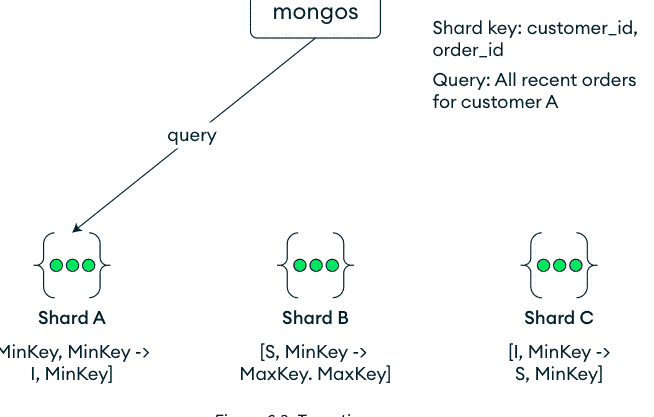 mongos
Shard key: customer_id,
order_id
Query: All recent orders
for customer A
query
Shard A
MinKey, MinKey ->
I, MinKey]
Shard B
[S, MinKey ->
MaxKey. MaxKey]
Shard C
[I, MinKey ->
S, MinKey]